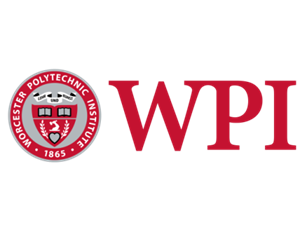 WORCESTER POLYTECHNIC INSTITUTE
• 1865 •
WPI